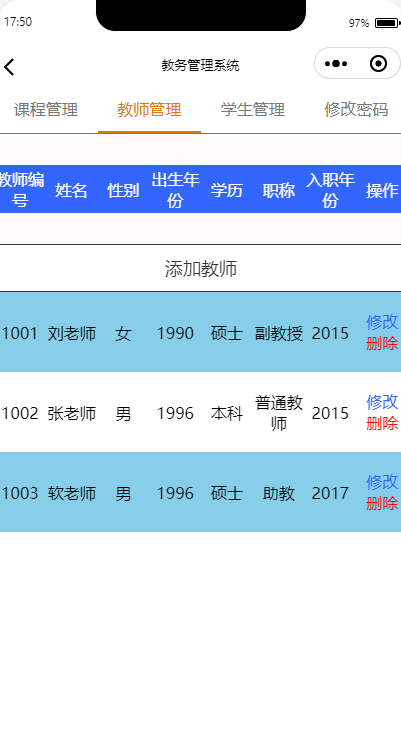 17:50
97%
教务管理系统
课程管理 教师管理 学生管理 修改密码
教师编号 姓名 性别 出生年份 学历 职称 入职年份 操作
添加教师
1001 刘老师 女 1990 硕士 副教授 2015 修改 删除
1002 张老师 男 1996 本科 普通教师 2015 修改 删除
1003 软老师 男 1996 硕士 助教 2017 修改 删除